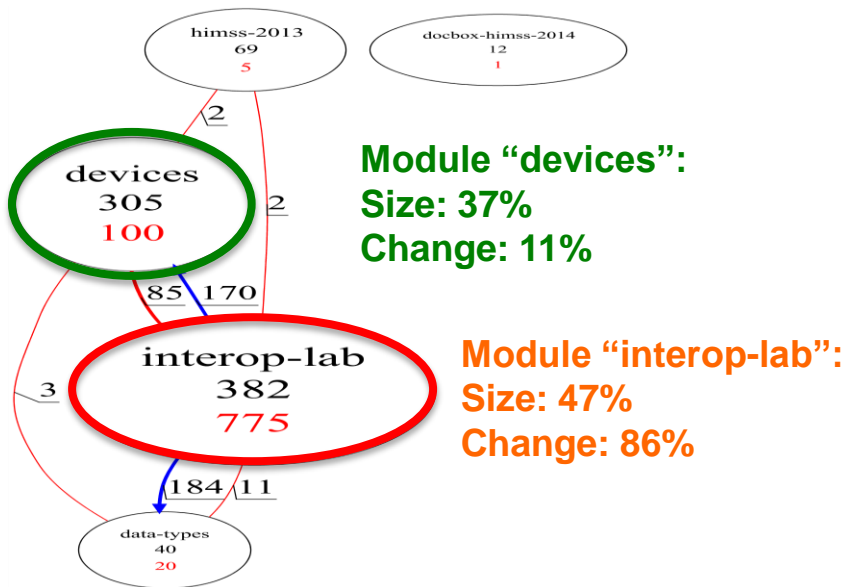 himss-2013
69
5
docbox-himss-2014
12
1
2
devices
305
100
Module “devices”:
Size: 37%
Change: 11%
2
85
170
interop-lab
382
775
Module “interop-lab”:
Size: 47%
Change: 86%
3
184
11
data-types
40
20